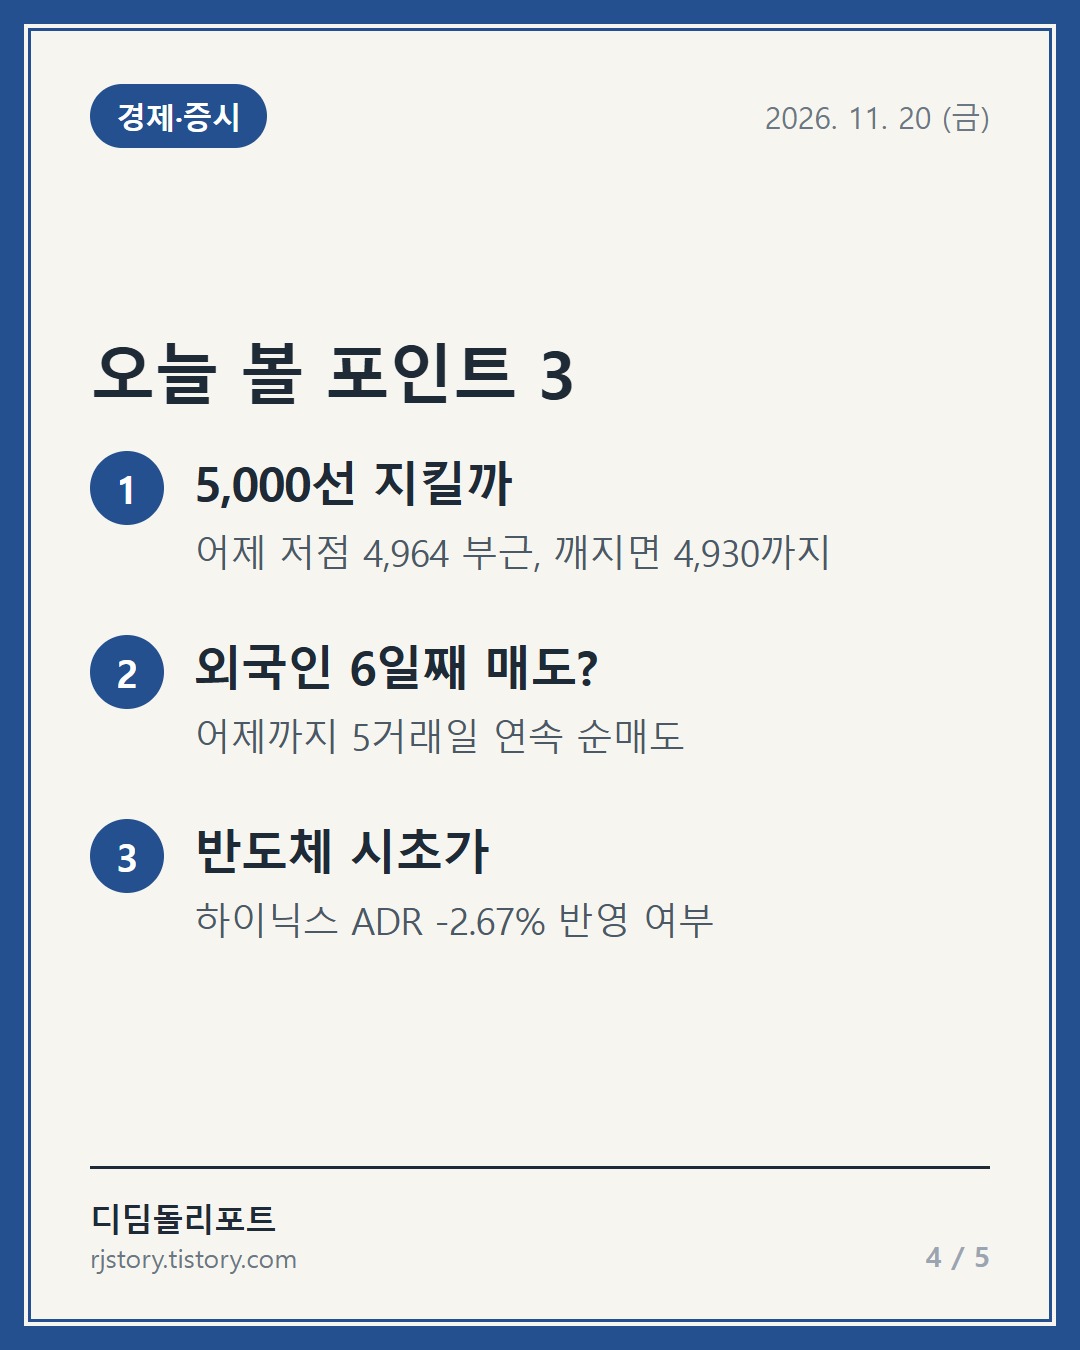 경제·증시
2026. 11. 20 (금)
오늘 볼 포인트 3
1
5,000선 지킬까
어제 저점 4,964 부근, 깨지면 4,930까지
2
외국인 6일째 매도?
어제까지 5거래일 연속 순매도
3
반도체 시초가
하이닉스 ADR -2.67% 반영 여부
디딤돌리포트
rjstory.tistory.com
4 / 5